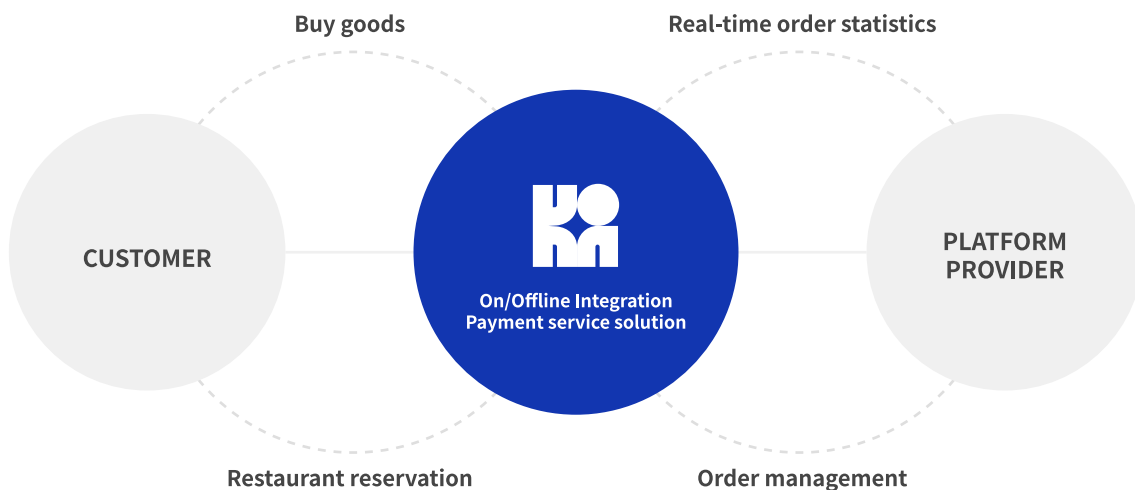 Buy goods
Real-time order statistics
CUSTOMER
On/Offline Integration
Payment service solution
PLATFORM
PROVIDER
Restaurant reservation
Order management